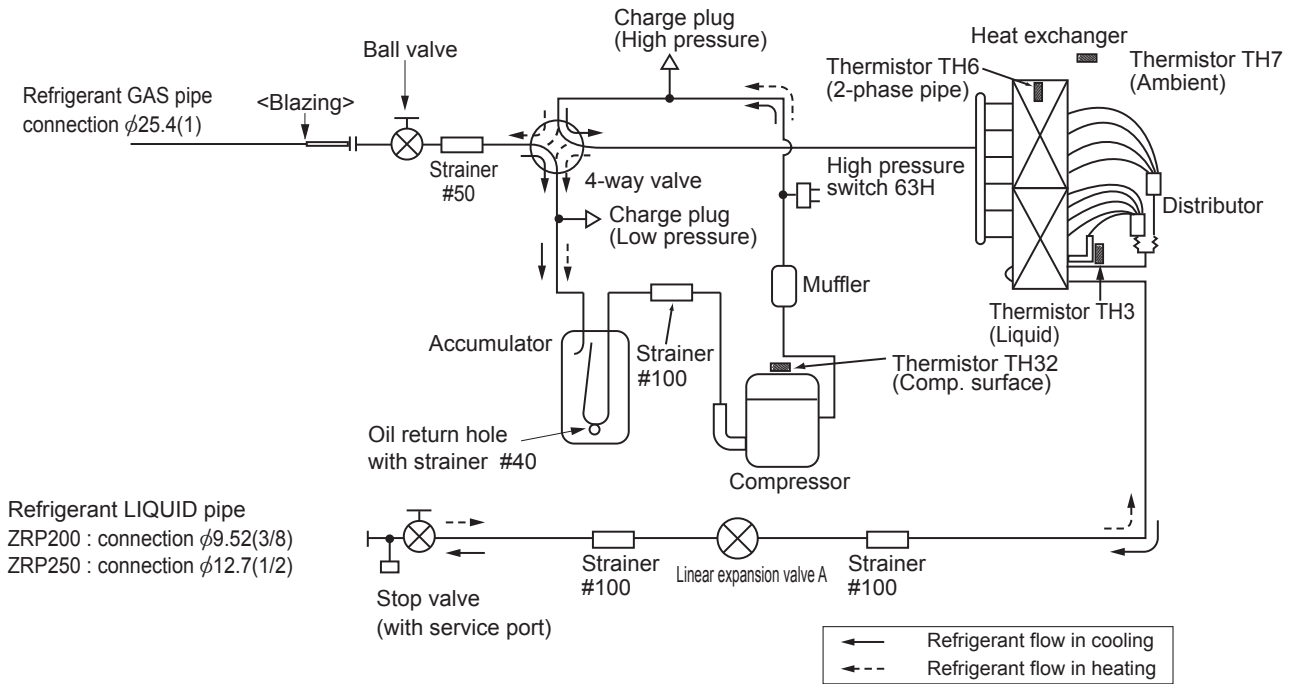 Charge plug
(High pressure)
Ball valve
Heat exchanger
Thermistor TH7
(Ambient)
Thermistor TH6
(2-phase pipe)
Refrigerant GAS pipe
connection ϕ25.4(1)
<Blazing>
Strainer
#50
4-way valve
High pressure
switch 63H
Distributor
Charge plug
(Low pressure)
Muffler
Thermistor TH3
(Liquid)
Accumulator
Strainer
#100
Thermistor TH32
(Comp. surface)
Oil return hole
with strainer #40
Compressor
Refrigerant LIQUID pipe
ZRP200 : connection ϕ9.52(3/8)
ZRP250 : connection ϕ12.7(1/2)
Strainer
#100
Linear expansion valve A
Strainer
#100
Stop valve
(with service port)
Refrigerant flow in cooling
Refrigerant flow in heating